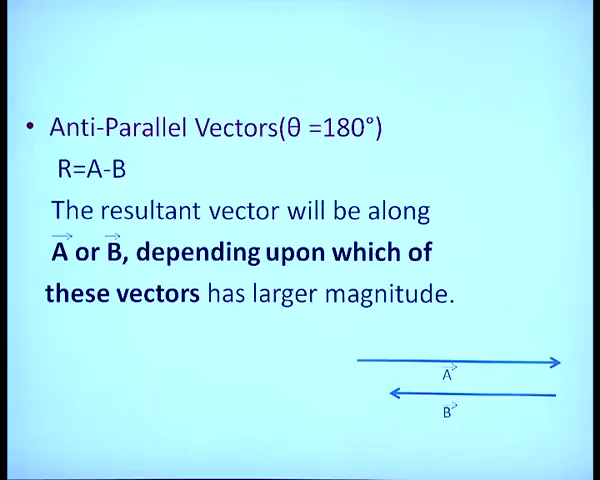 • Anti-Parallel Vectors(θ =180°)
R=A-B
The resultant vector will be along
A⃗ or B⃗, depending upon which of
these vectors has larger magnitude.
A⃗
B⃗